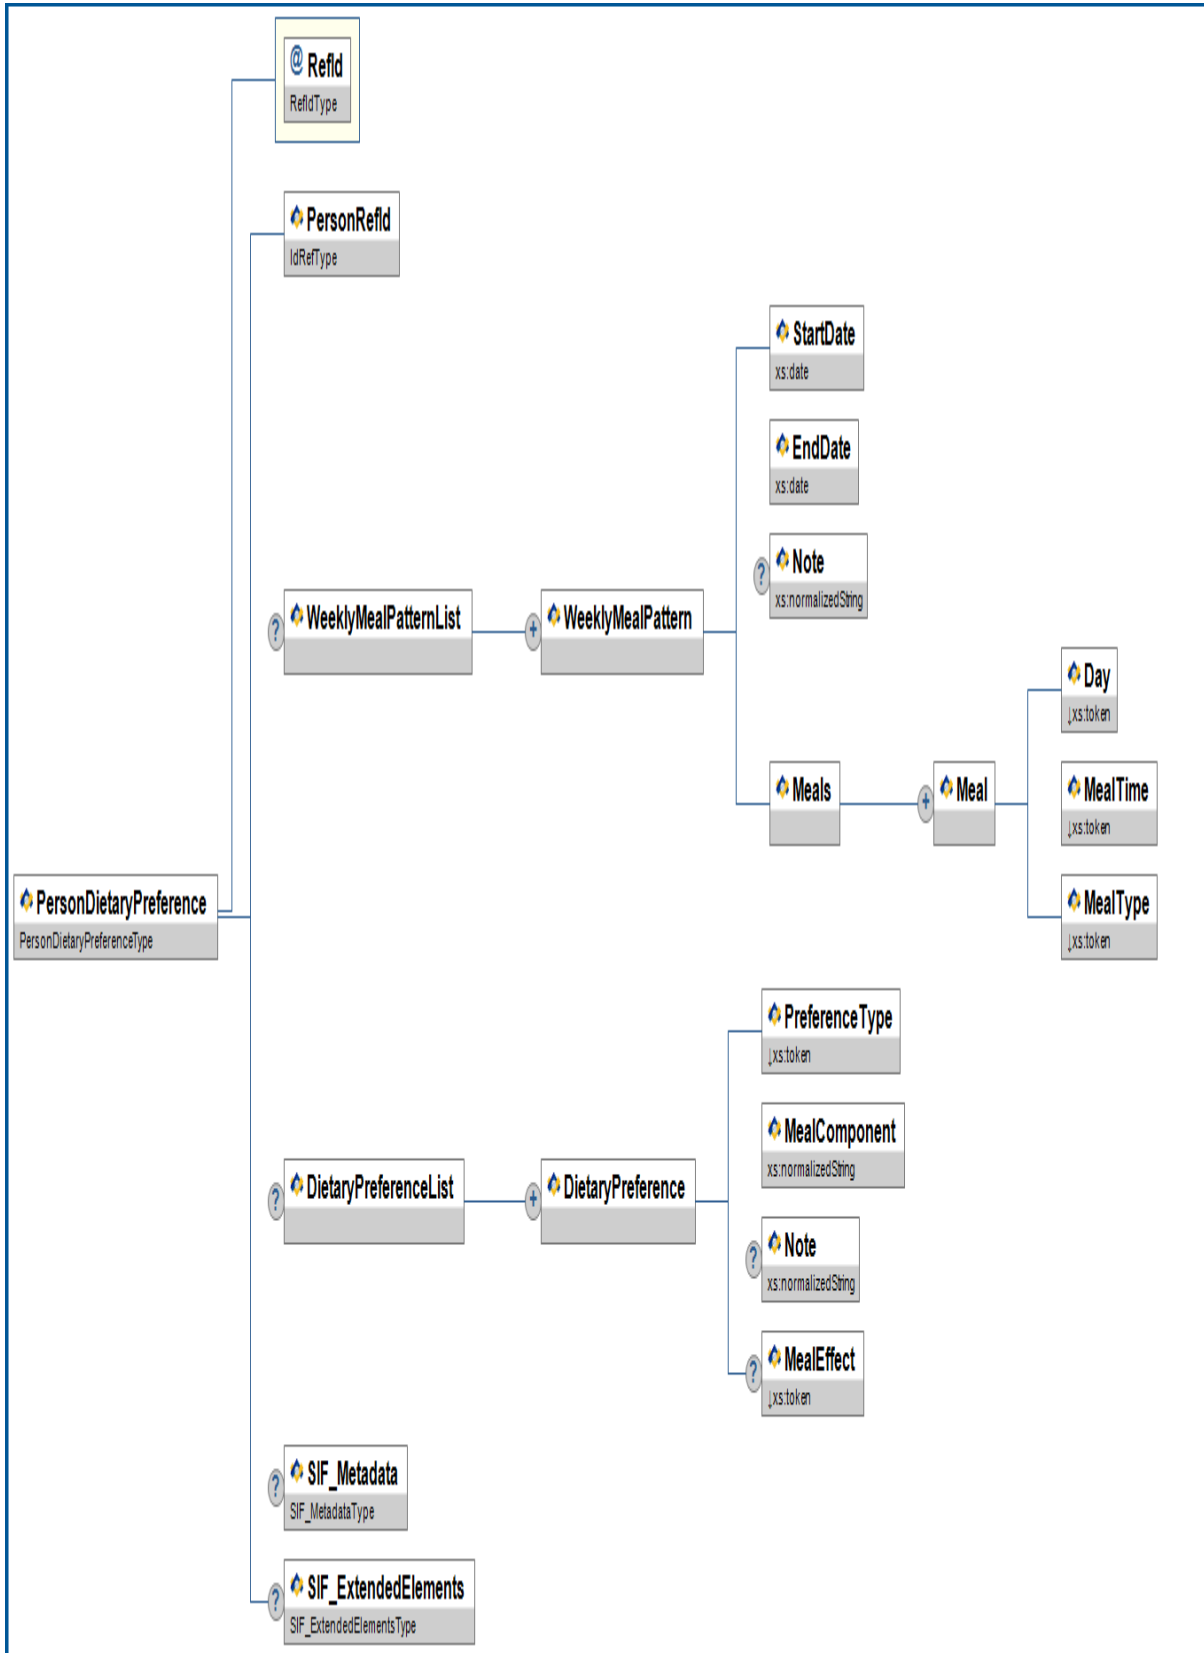 @ RefId
RefIdType
PersonRefId
IdRefType
StartDate
xs:date
EndDate
xs:date
? Note
xs:normalizedString
? WeeklyMealPatternList
+ WeeklyMealPattern
Day
↓xs:token
Meals
+ Meal
MealTime
↓xs:token
MealType
↓xs:token
PersonDietaryPreference
PersonDietaryPreferenceType
PreferenceType
↓xs:token
MealComponent
xs:normalizedString
? DietaryPreferenceList
+ DietaryPreference
? Note
xs:normalizedString
? MealEffect
↓xs:token
? SIF_Metadata
SIF_MetadataType
? SIF_ExtendedElements
SIF_ExtendedElementsType